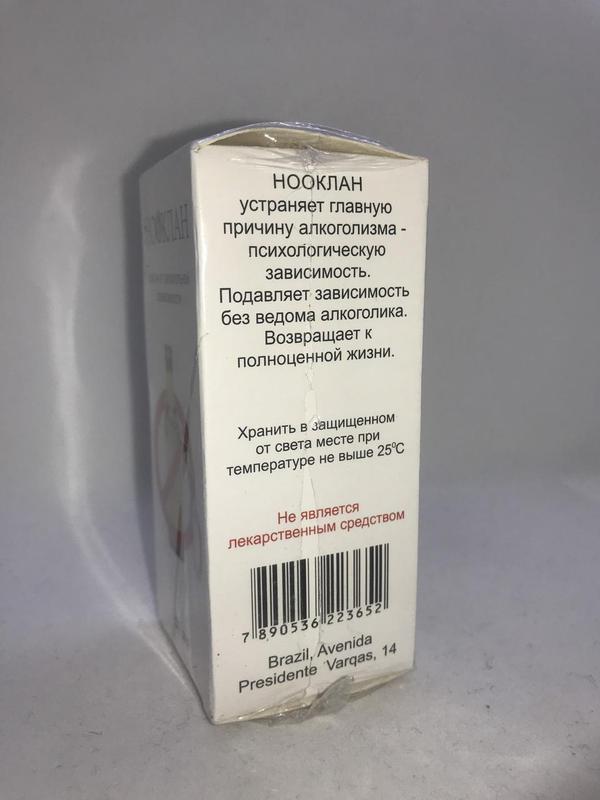 НООКЛАН
устраняет главную
причину алкоголизма -
психологическую
зависимость.
Подавляет зависимость
без ведома алкоголика.
Возвращает к
полноценной жизни.
Хранить в защищенном
от света месте при
температуре не выше 25⁰С
Не является
лекарственным средством
7 890536 223652
Brazil, Avenida
Presidente Varqas, 14